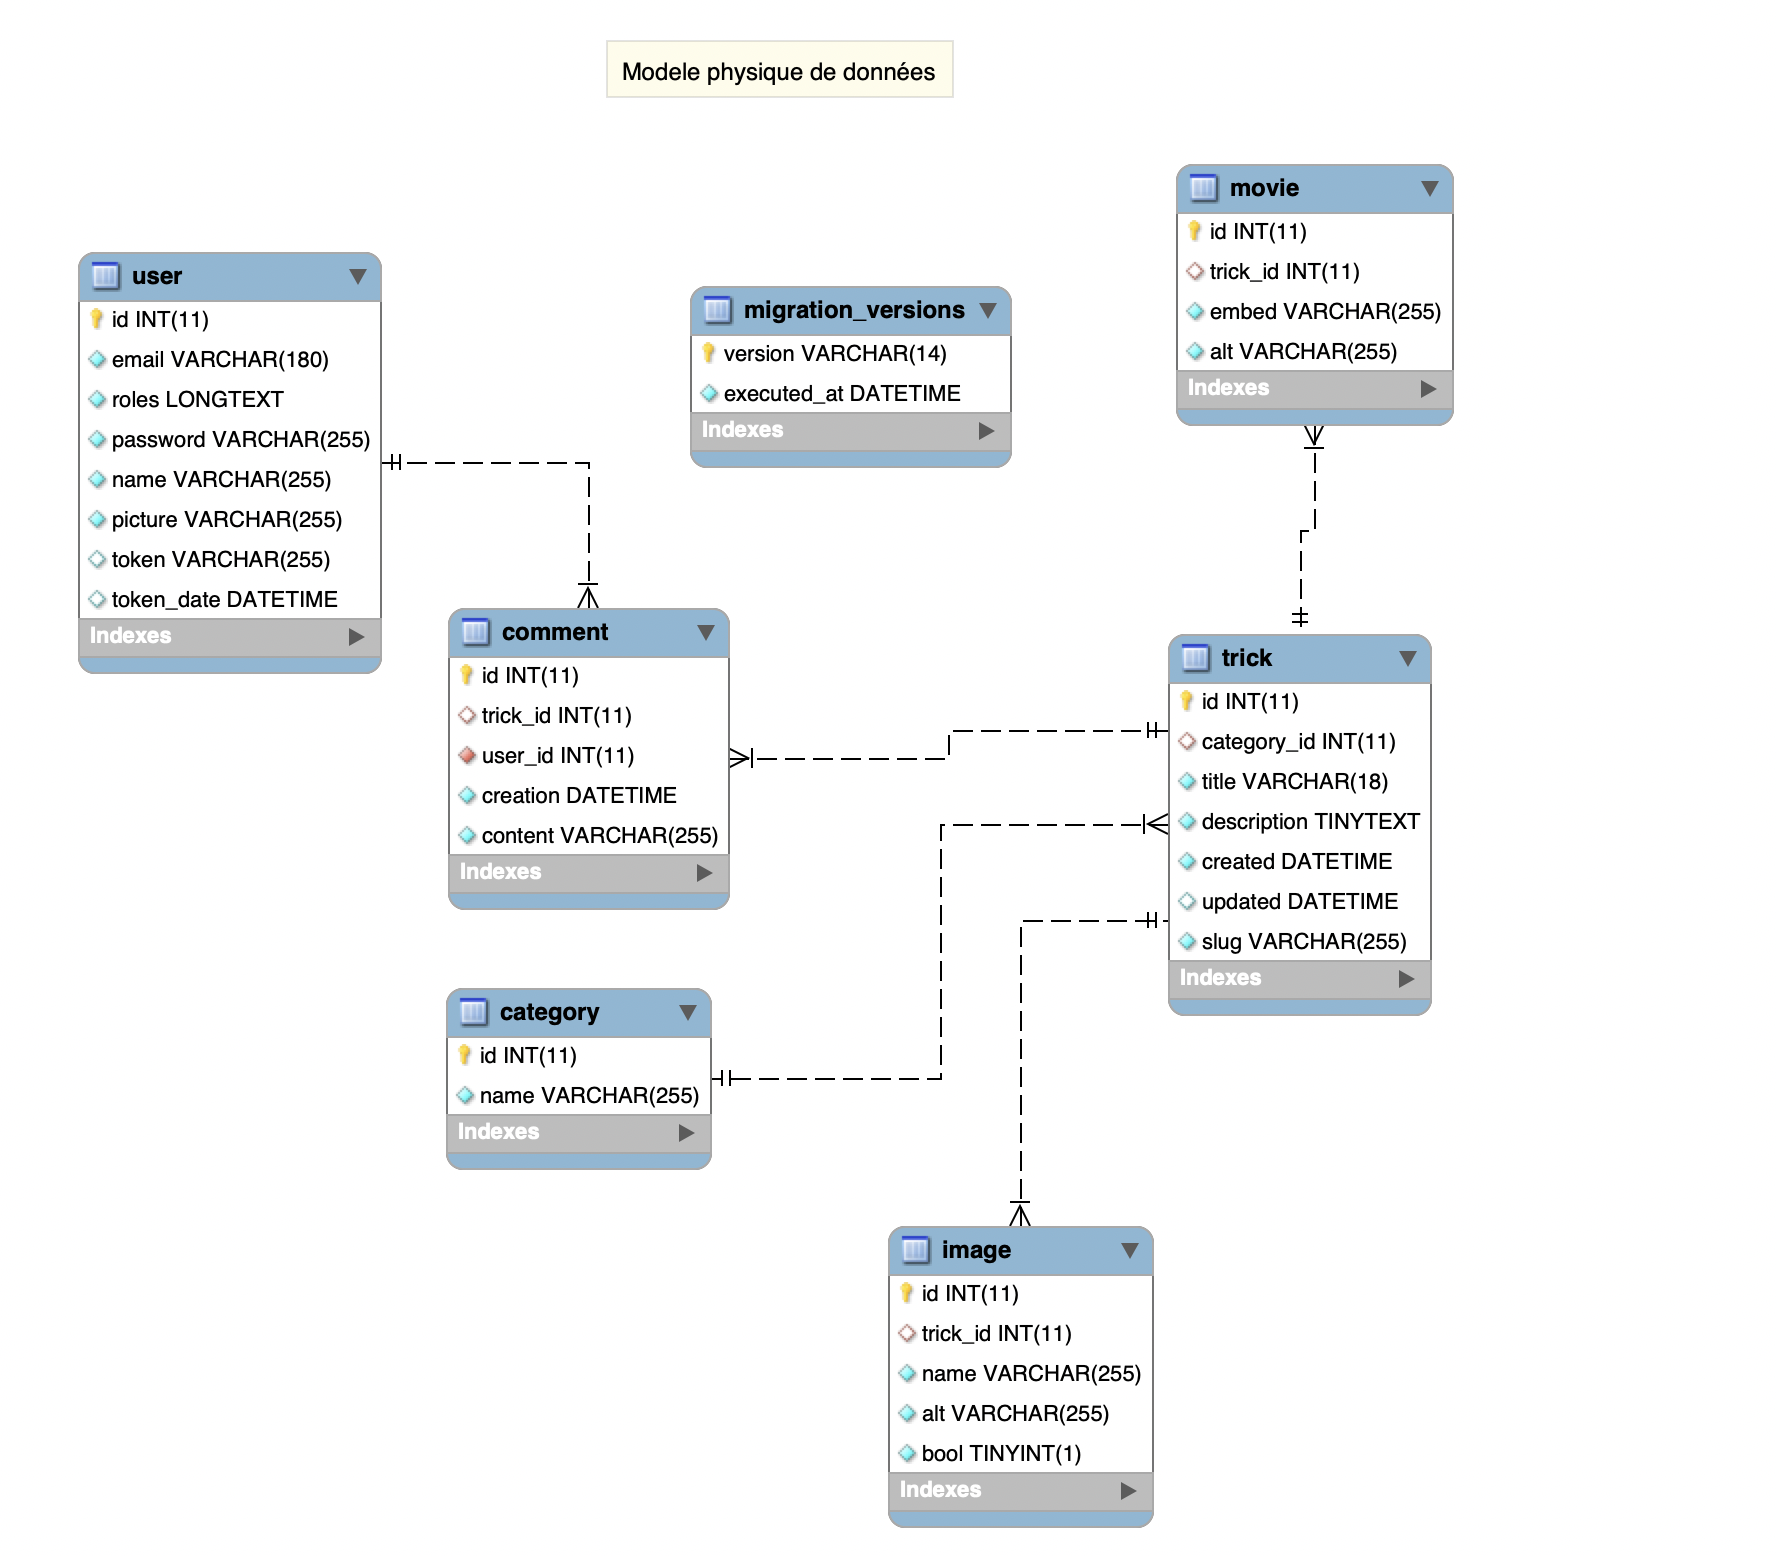 Modele physique de données
movie
id INT(11)
trick_id INT(11)
embed VARCHAR(255)
alt VARCHAR(255)
Indexes
user
id INT(11)
email VARCHAR(180)
roles LONGTEXT
password VARCHAR(255)
name VARCHAR(255)
picture VARCHAR(255)
token VARCHAR(255)
token_date DATETIME
Indexes
migration_versions
version VARCHAR(14)
executed_at DATETIME
Indexes
comment
id INT(11)
trick_id INT(11)
user_id INT(11)
creation DATETIME
content VARCHAR(255)
Indexes
trick
id INT(11)
category_id INT(11)
title VARCHAR(18)
description TINYTEXT
created DATETIME
updated DATETIME
slug VARCHAR(255)
Indexes
category
id INT(11)
name VARCHAR(255)
Indexes
image
id INT(11)
trick_id INT(11)
name VARCHAR(255)
alt VARCHAR(255)
bool TINYINT(1)
Indexes